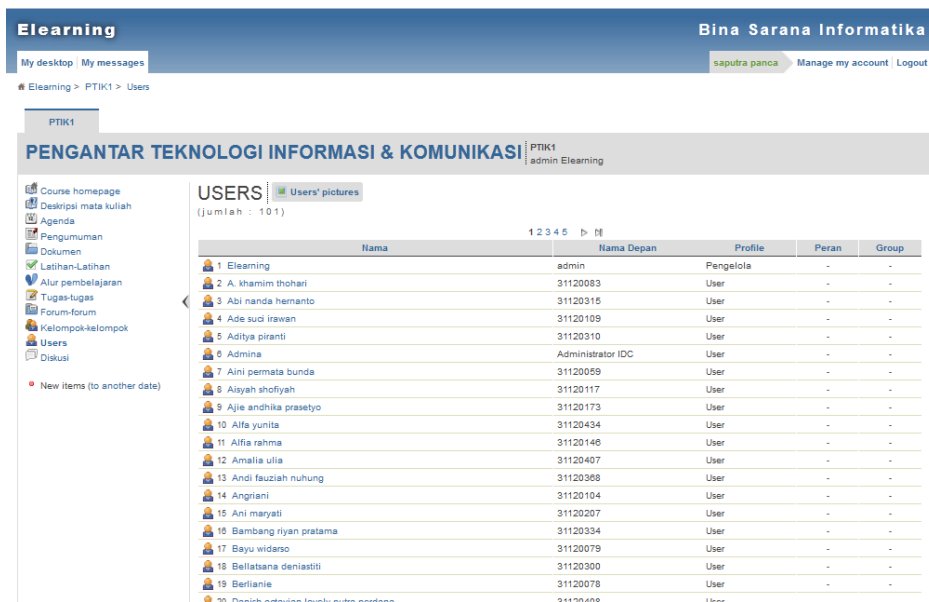 Elearning
Bina Sarana Informatika
My desktop My messages
saputra panca Manage my account Logout
Elearning > PTIK1 > Users
PTIK1
PENGANTAR TEKNOLOGI INFORMASI & KOMUNIKASI
PTIK1
admin Elearning
Course homepage
Deskripsi mata kuliah
Agenda
Pengumuman
Dokumen
Latihan-Latihan
Alur pembelajaran
Tugas-tugas
Forum-forum
Kelompok-kelompok
Users
Diskusi
New items (to another date)
USERS Users' pictures
(jumlah : 101)
1 2 3 4 5
Nama Nama Depan Profile Peran Group
1 Elearning admin Pengelola - -
2 A. khamim thohari 31120083 User - -
3 Abi nanda hernanto 31120315 User - -
4 Ade suci irawan 31120109 User - -
5 Aditya piranti 31120310 User - -
6 Admina Administrator IDC User - -
7 Aini permata bunda 31120059 User - -
8 Aisyah shofiyah 31120117 User - -
9 Ajie andhika prasetyo 31120173 User - -
10 Alfa yunita 31120434 User - -
11 Alfia rahma 31120146 User - -
12 Amalia ulia 31120407 User - -
13 Andi fauziah nuhung 31120368 User - -
14 Angriani 31120104 User - -
15 Ani maryati 31120207 User - -
16 Bambang riyan pratama 31120334 User - -
17 Bayu widarso 31120079 User - -
18 Bellatsana deniastiti 31120300 User - -
19 Berlianie 31120078 User - -
20 Danish octavian lovely putra perdana 31120408 User